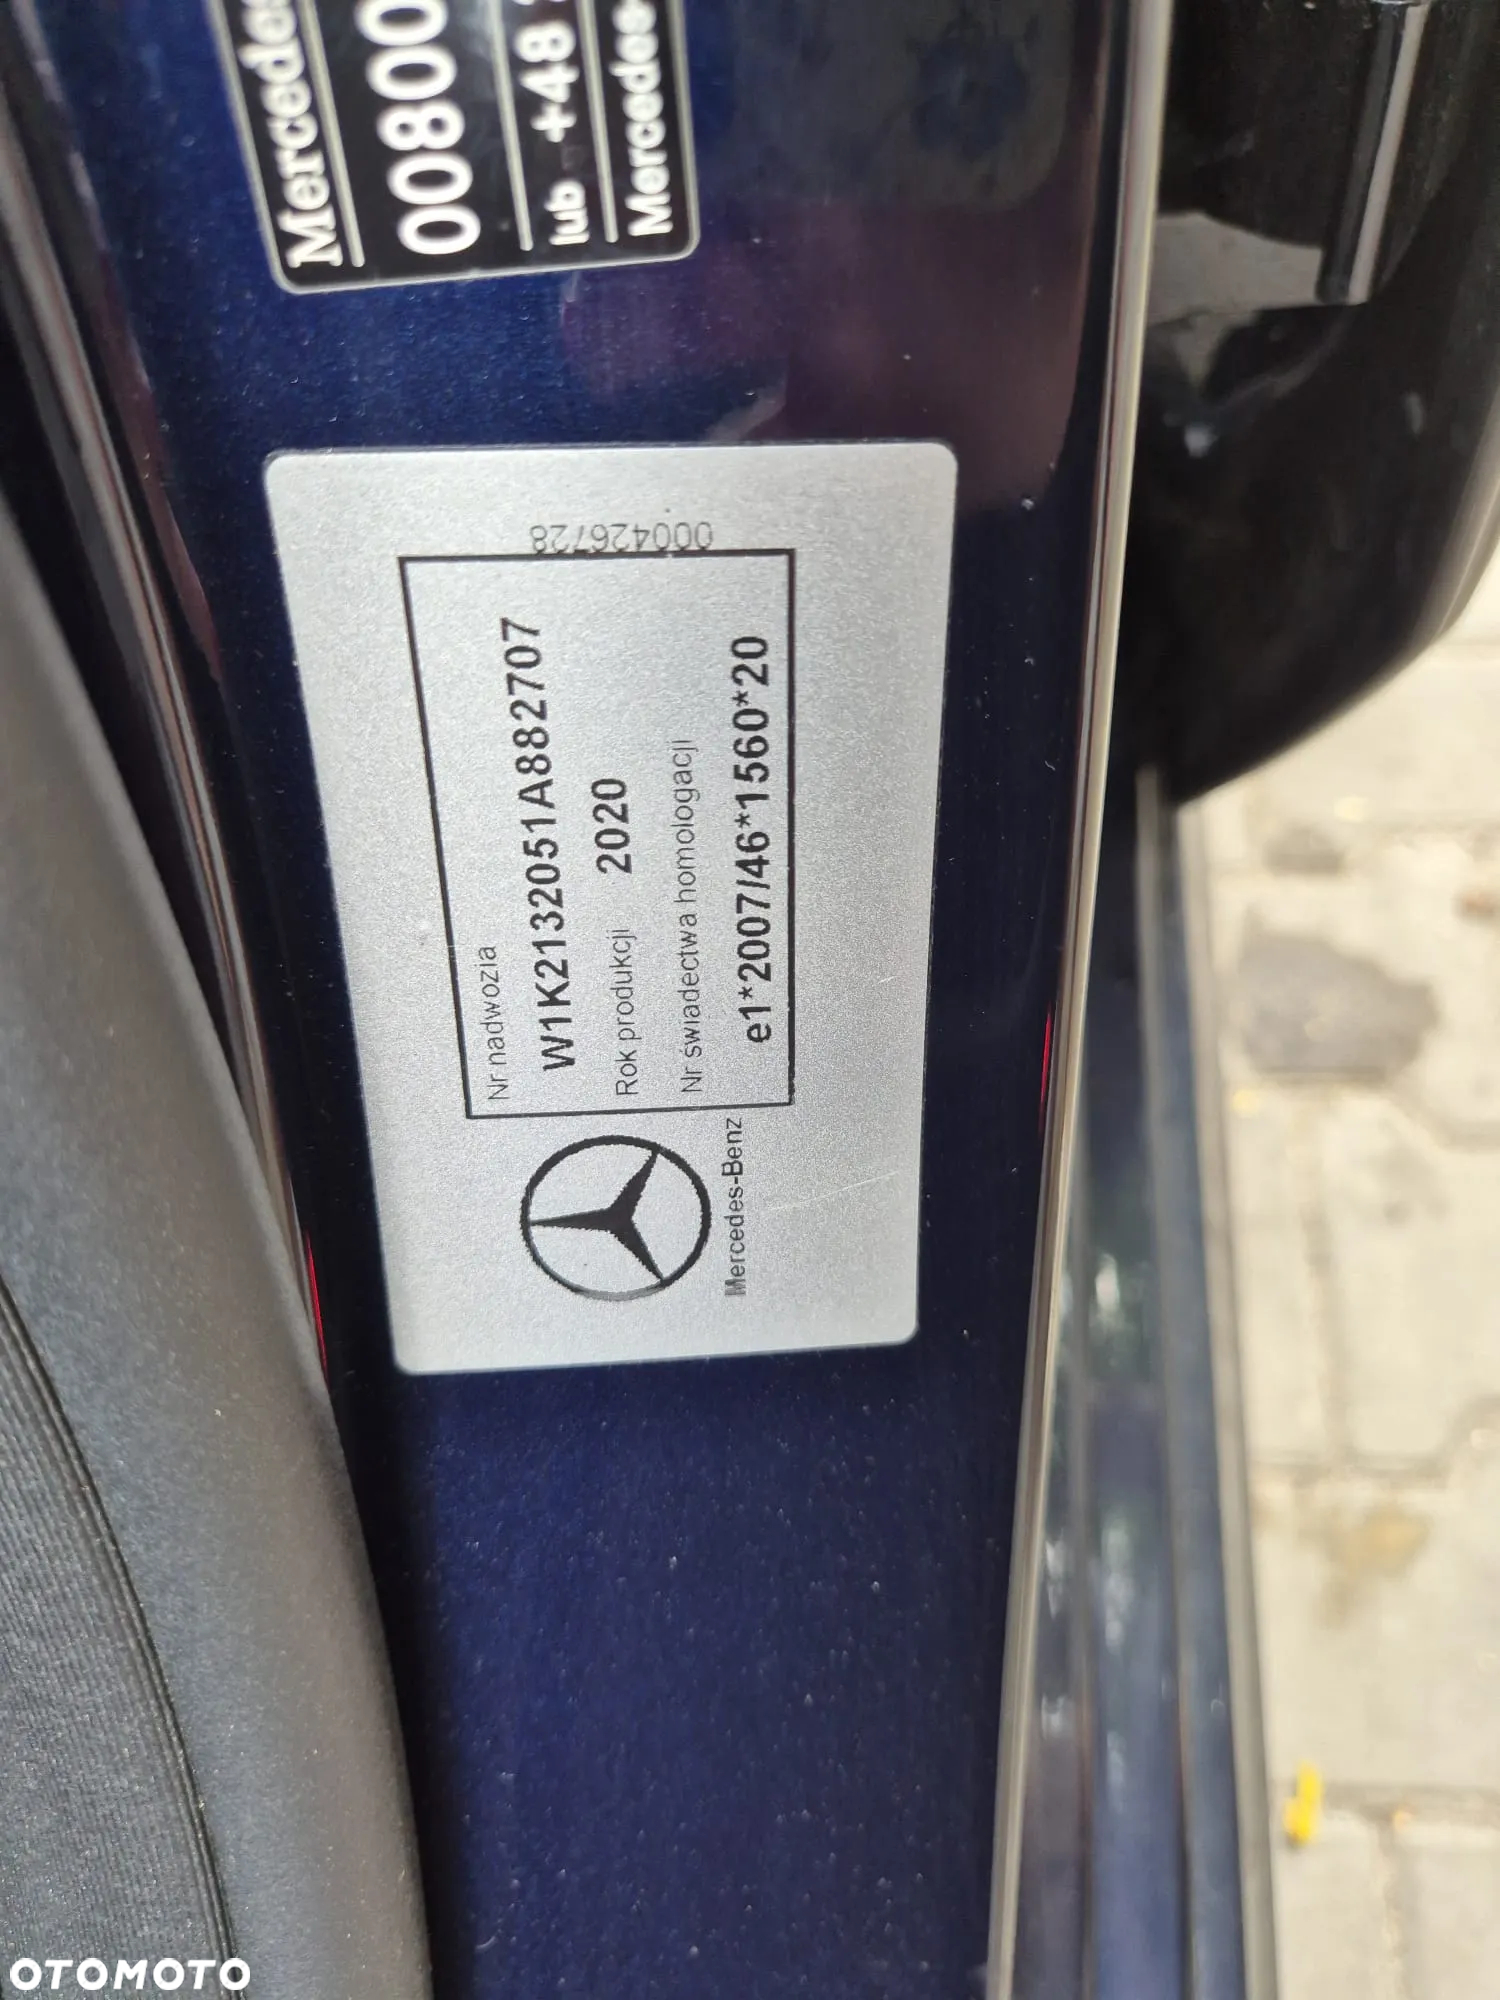 Mercedes
00800
lub +48
Mercedes-
000426728
Nr nadwozia
W1K2132051A882707
Rok produkcji 2020
Nr świadectwa homologacji
e1*2007/46*1560*20
Mercedes-Benz
OTOMOTO